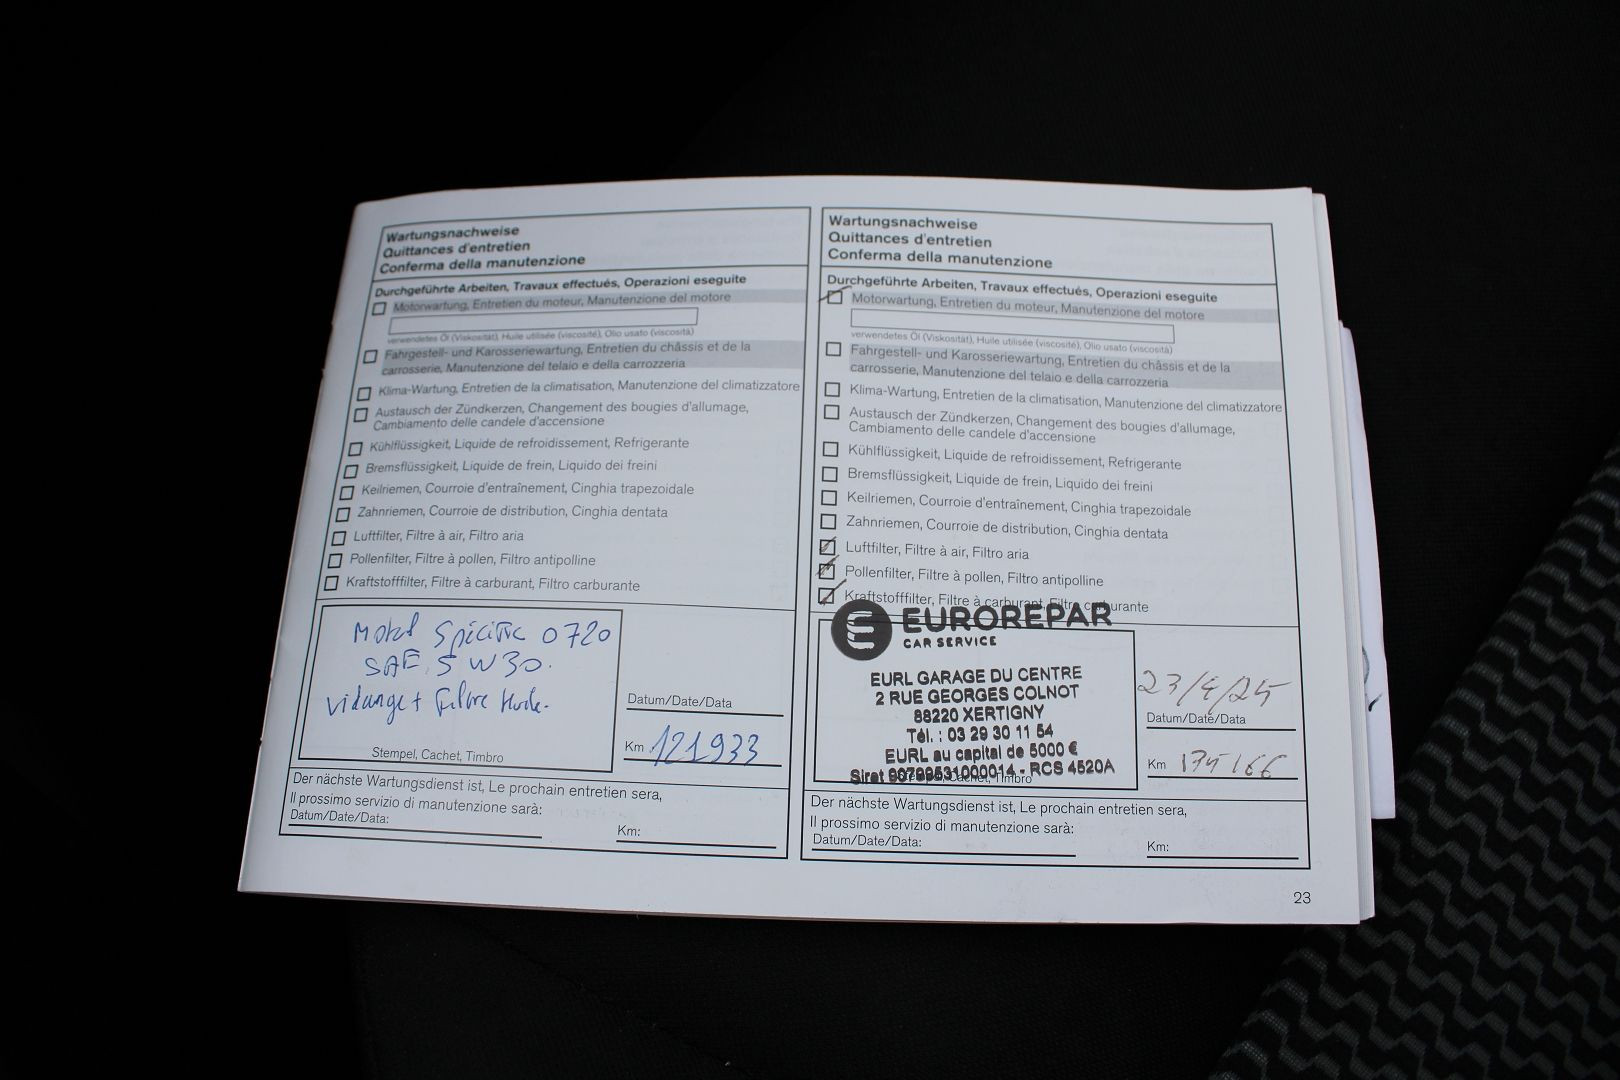 Wartungsnachweise
Quittances d'entretien
Conferma della manutenzione
Durchgeführte Arbeiten, Travaux effectués, Operazioni eseguite
Motorwartung, Entretien du moteur, Manutenzione del motore
verwendetes Öl (Viskosität), Huile utilisée (viscosité), Olio usato (viscosità)
Fahrgestell- und Karosseriewartung, Entretien du châssis et de la
carrosserie, Manutenzione del telaio e della carrozzeria
Klima-Wartung, Entretien de la climatisation, Manutenzione del climatizzatore
Austausch der Zündkerzen, Changement des bougies d'allumage,
Cambiamento delle candele d'accensione
Kühlflüssigkeit, Liquide de refroidissement, Refrigerante
Bremsflüssigkeit, Liquide de frein, Liquido dei freini
Keilriemen, Courroie d'entraînement, Cinghia trapezoidale
Zahnriemen, Courroie de distribution, Cinghia dentata
Luftfilter, Filtre à air, Filtro aria
Pollenfilter, Filtre à pollen, Filtro antipolline
Kraftstofffilter, Filtre à carburant, Filtro carburante
Motul Spécific 0720
SAE 5W30.
Vidange + Filtre
Stempel, Cachet, Timbro
Datum/Date/Data
Km 121933
Der nächste Wartungsdienst ist, Le prochain entretien sera,
Il prossimo servizio di manutenzione sarà:
Datum/Date/Data:
Km:
Wartungsnachweise
Quittances d'entretien
Conferma della manutenzione
Durchgeführte Arbeiten, Travaux effectués, Operazioni eseguite
Motorwartung, Entretien du moteur, Manutenzione del motore
verwendetes Öl (Viskosität), Huile utilisée (viscosité), Olio usato (viscosità)
Fahrgestell- und Karosseriewartung, Entretien du châssis et de la
carrosserie, Manutenzione del telaio e della carrozzeria
Klima-Wartung, Entretien de la climatisation, Manutenzione del climatizzatore
Austausch der Zündkerzen, Changement des bougies d'allumage,
Cambiamento delle candele d'accensione
Kühlflüssigkeit, Liquide de refroidissement, Refrigerante
Bremsflüssigkeit, Liquide de frein, Liquido dei freini
Keilriemen, Courroie d'entraînement, Cinghia trapezoidale
Zahnriemen, Courroie de distribution, Cinghia dentata
Luftfilter, Filtre à air, Filtro aria
Pollenfilter, Filtre à pollen, Filtro antipolline
Kraftstofffilter, Filtre à carburant, Filtro carburante
EUROREPAR
CAR SERVICE
EURL GARAGE DU CENTRE
2 RUE GEORGES COLNOT
88220 XERTIGNY
Tél. : 03 29 30 11 54
EURL au capital de 5000 €
Siret - RCS 4520A
Stempel, Cachet, Timbro
23/4/25
Datum/Date/Data
Km 175166
Der nächste Wartungsdienst ist, Le prochain entretien sera,
Il prossimo servizio di manutenzione sarà:
Datum/Date/Data:
Km:
23